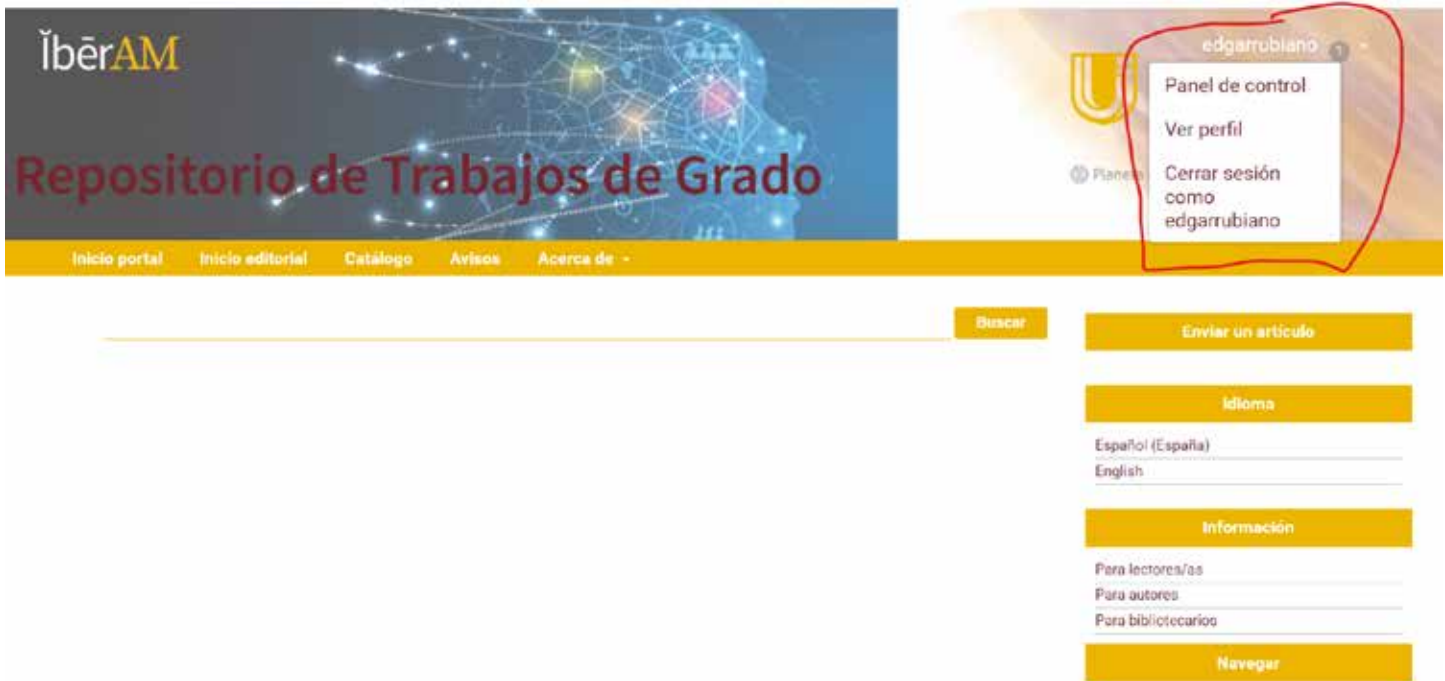 ĬbērAM
edgarrubiano 1
Panel de control
Ver perfil
Cerrar sesión
como
edgarrubiano
Repositorio de Trabajos de Grado
Inicio portal Inicio editorial Catálogo Avisos Acerca de
Buscar
Enviar un artículo
Idioma
Español (España)
English
Información
Para lectores/as
Para autores
Para bibliotecarios
Navegar